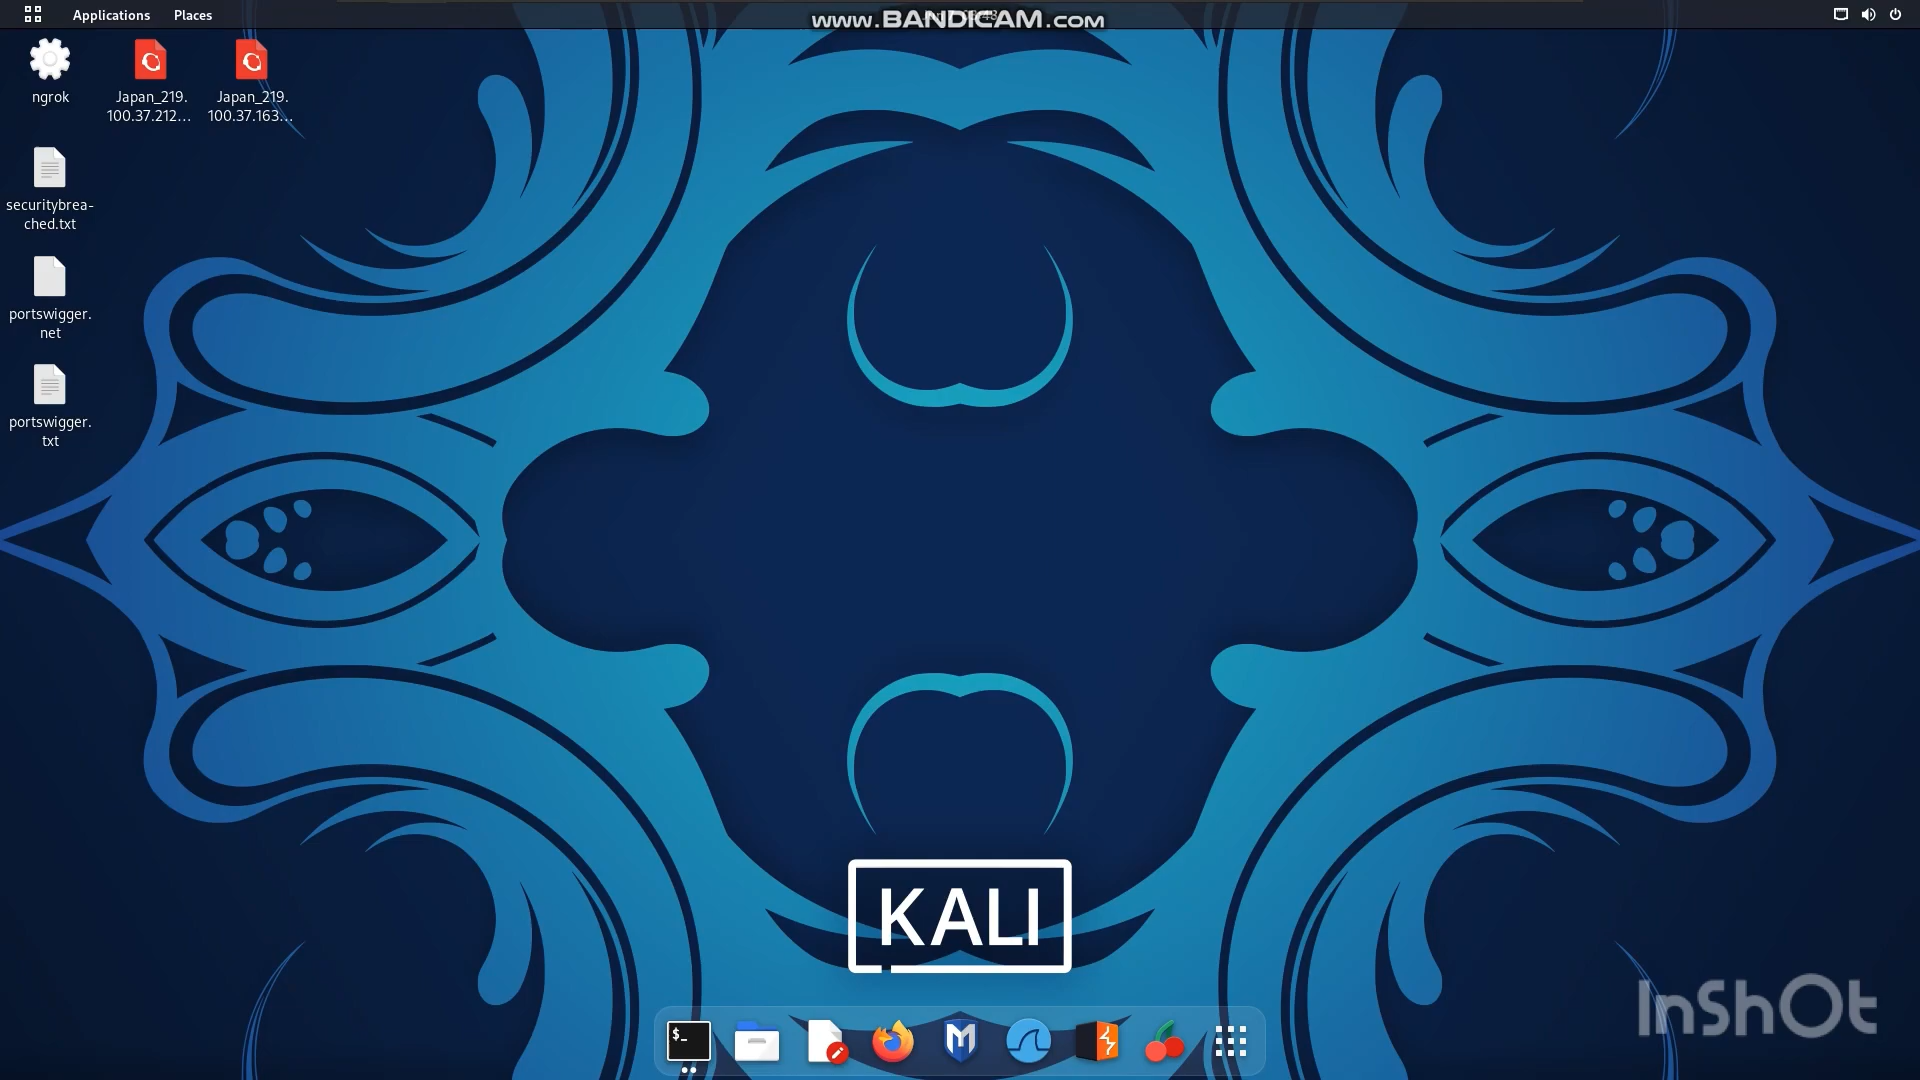 Applications Places
www.BANDICAM.com
ngrok
Japan_219.
100.37.212...
Japan_219.
100.37.163...
securitybrea-
ched.txt
portswigger.
net
portswigger.
txt
KALI
$_
M
InShOt